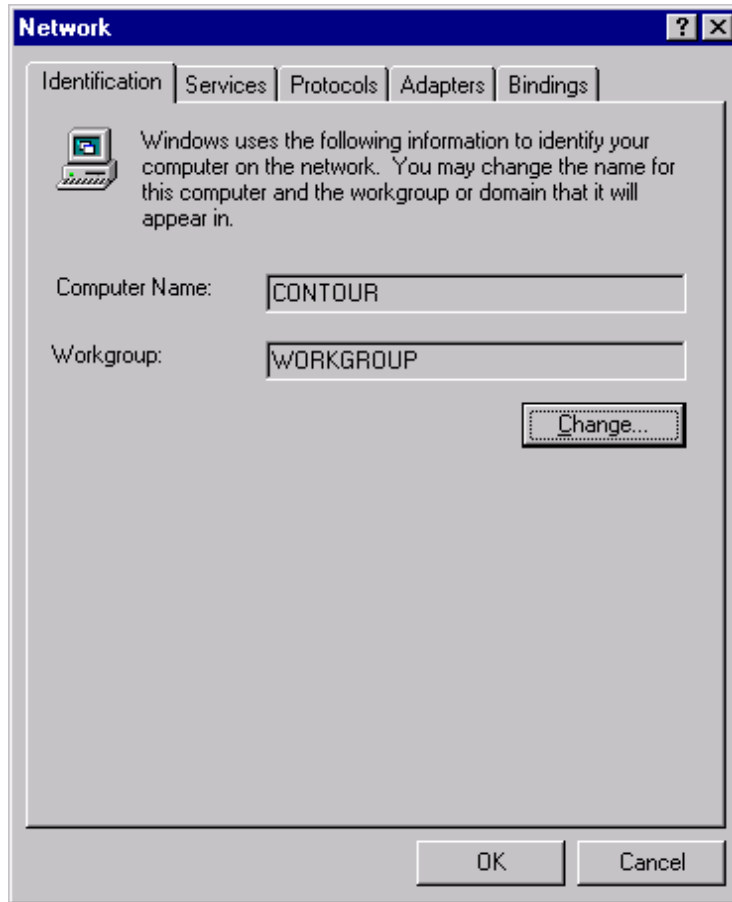 Network
Identification Services Protocols Adapters Bindings
Windows uses the following information to identify your
computer on the network. You may change the name for
this computer and the workgroup or domain that it will
appear in.
Computer Name: CONTOUR
Workgroup: WORKGROUP
Change...
OK Cancel